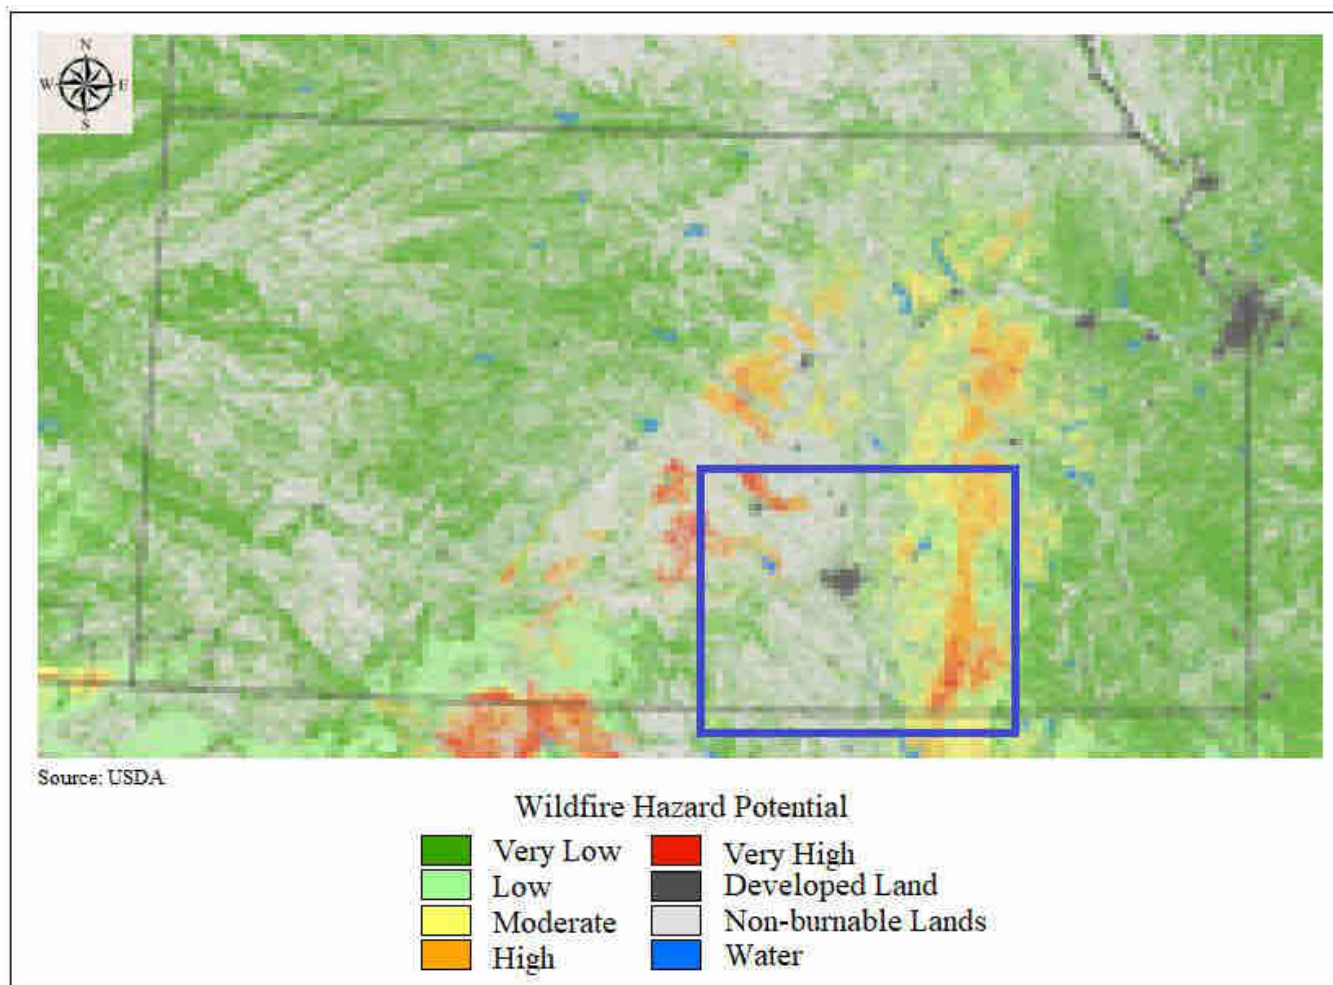 N
W E
S
Source: USDA
Wildfire Hazard Potential
Very Low
Low
Moderate
High
Very High
Developed Land
Non-burnable Lands
Water